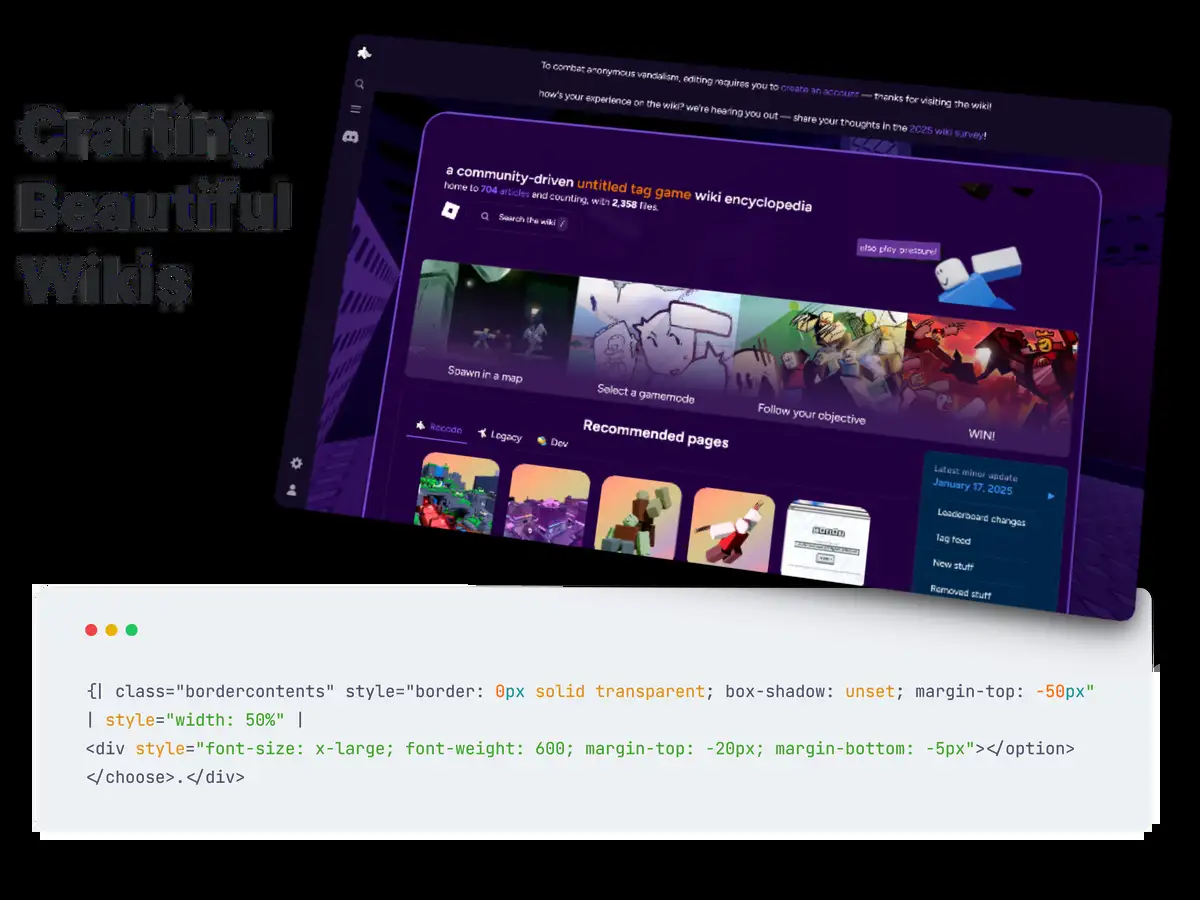 Crafting
Beautiful
Wikis
To combat anonymous vandalism, editing requires you to create an account — thanks for visiting the wiki!
how's your experience on the wiki? we're hearing you out — share your thoughts in the 2025 wiki survey!
a community-driven untitled tag game wiki encyclopedia
home to 704 articles and counting, with 2,358 files.
Search the wiki /
also play pressure!
Spawn in a map
Select a gamemode
Follow your objective
WIN!
Recode
Legacy
Dev
Recommended pages
Latest minor update
January 17, 2025
Leaderboard changes
Tag feed
New stuff
Removed stuff
{| class="bordercontents" style="border: 0px solid transparent; box-shadow: unset; margin-top: -50px"
| style="width: 50%" |
<div style="font-size: x-large; font-weight: 600; margin-top: -20px; margin-bottom: -5px"></option>
</choose>.</div>